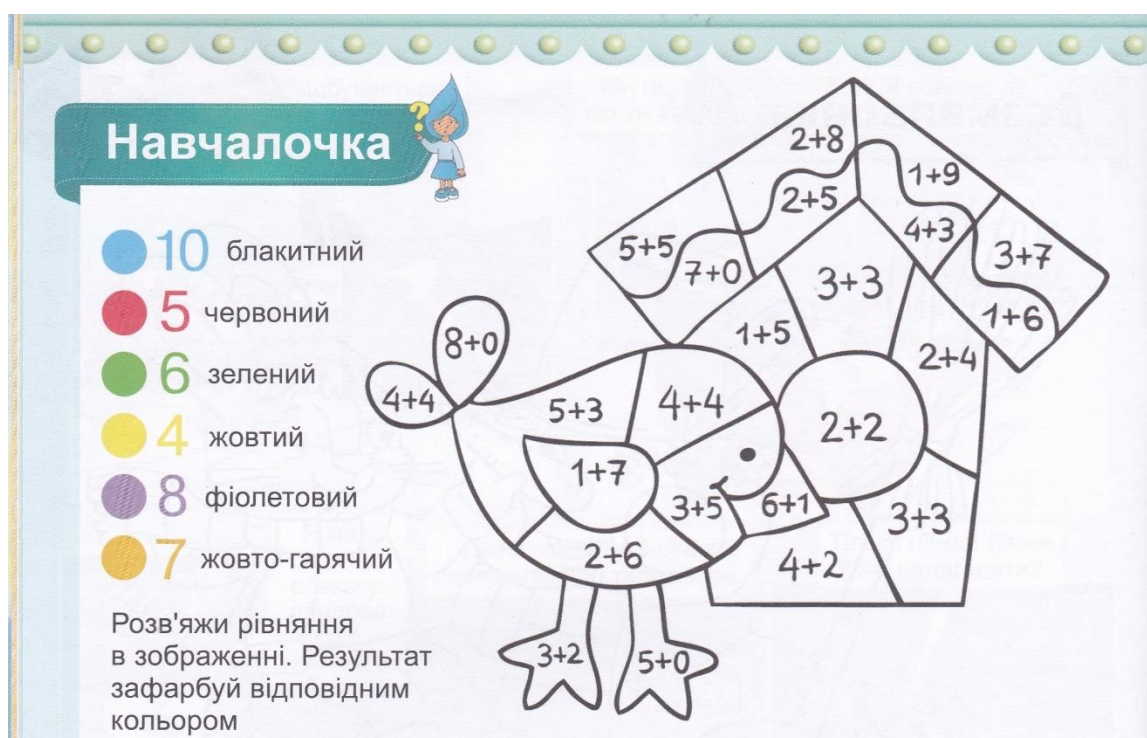 Навчалочка
?
10 блакитний
5 червоний
6 зелений
4 жовтий
8 фіолетовий
7 жовто-гарячий
Розв'яжи рівняння
в зображенні. Результат
зафарбуй відповідним
кольором
2+8
1+9
2+5
4+3
5+5
7+0
3+7
3+3
1+6
1+5
2+4
8+0
4+4
5+3
4+4
2+2
1+7
3+5
6+1
3+3
2+6
4+2
3+2
5+0